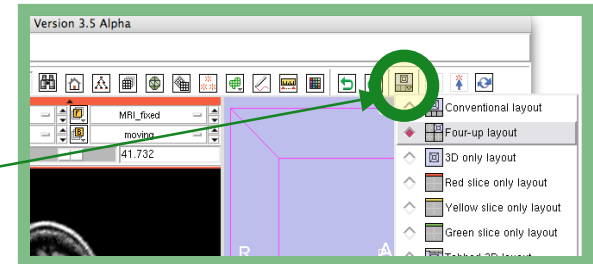 Version 3.5 Alpha
F MRI_fixed
B moving
41.732
Conventional layout
Four-up layout
3D only layout
Red slice only layout
Yellow slice only layout
Green slice only layout
R
A